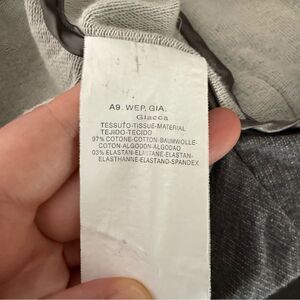 A9. WEP. GIA.
Giacca
TESSUTO-TISSUE-MATERIAL
TEJIDO-TECIDO
97% COTONE-COTTON-BAUMWOLLE-
COTON-ALGODON-ALGODAO
03% ELASTAN-ELASTANE-ELASTAN-
ELASTHANNE-ELASTANO-SPANDEX